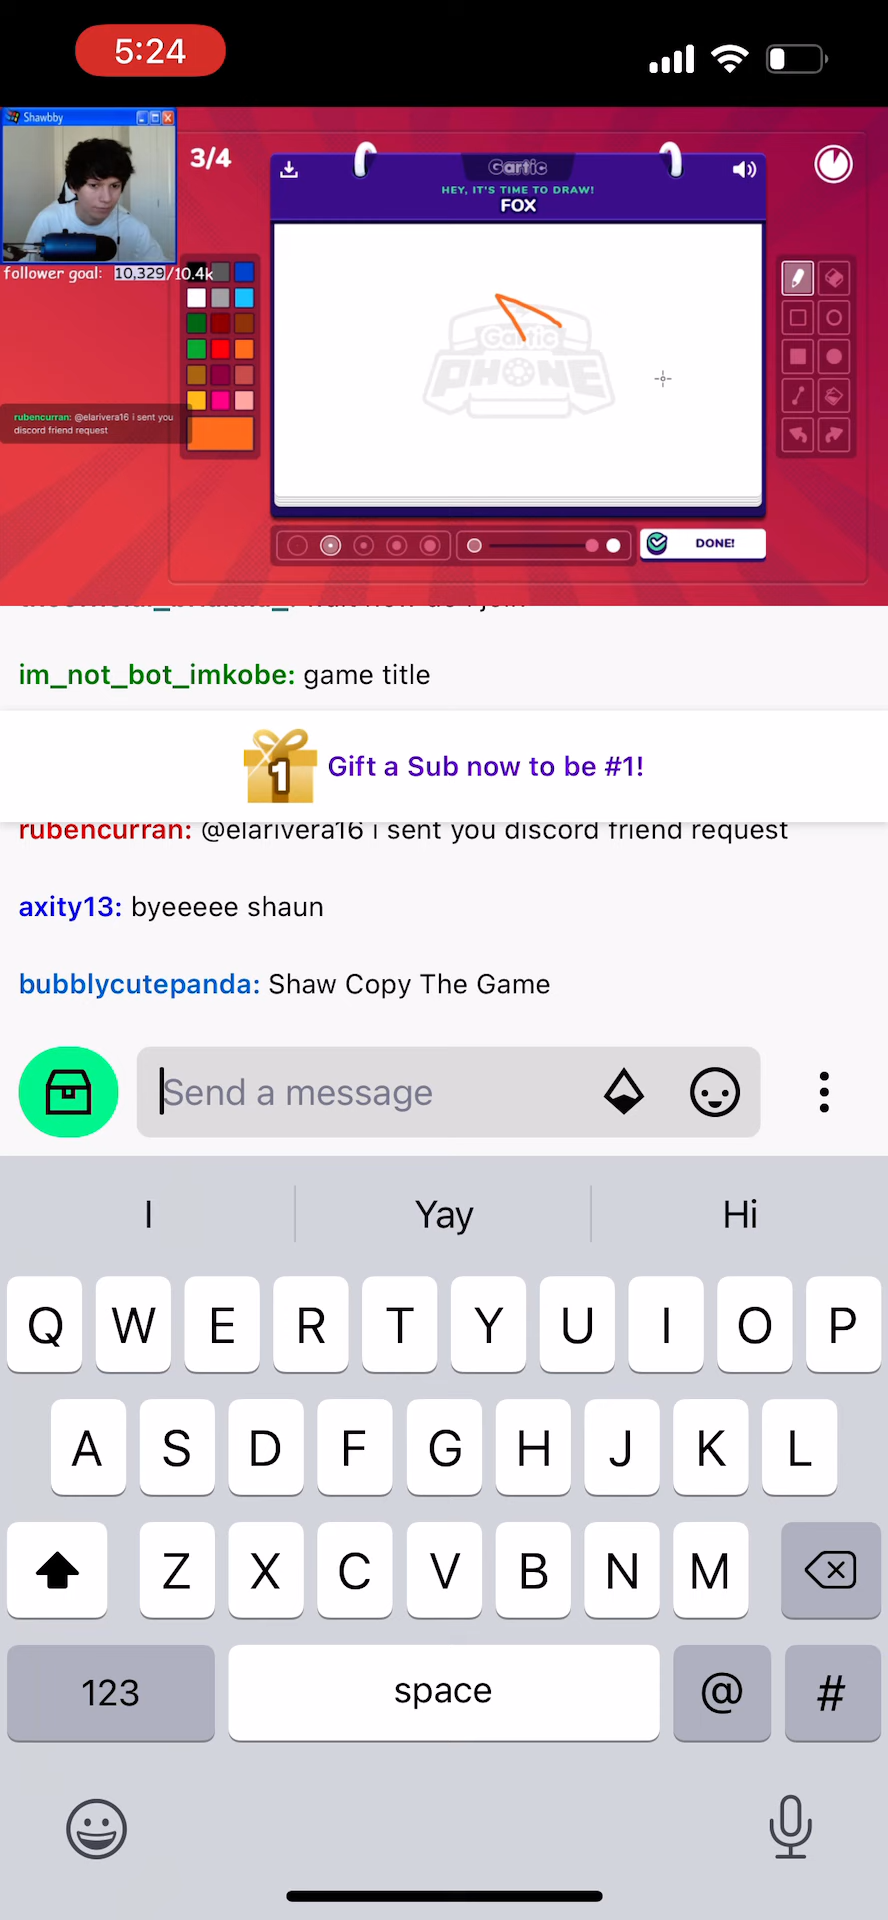 5:24
Shawbby
3/4
Gartic
HEY, IT'S TIME TO DRAW!
FOX
follower goal: 10,329/10.4k
Gartic
PHONE
rubencurran: @elarivera16 i sent you
discord friend request
DONE!
im_not_bot_imkobe: game title
1 Gift a Sub now to be #1!
rubencurran: @elarivera16 i sent you discord friend request
axity13: byeeeee shaun
bubblycutepanda: Shaw Copy The Game
Send a message
I Yay Hi
Q W E R T Y U I O P
A S D F G H J K L
Z X C V B N M
123 space @ #